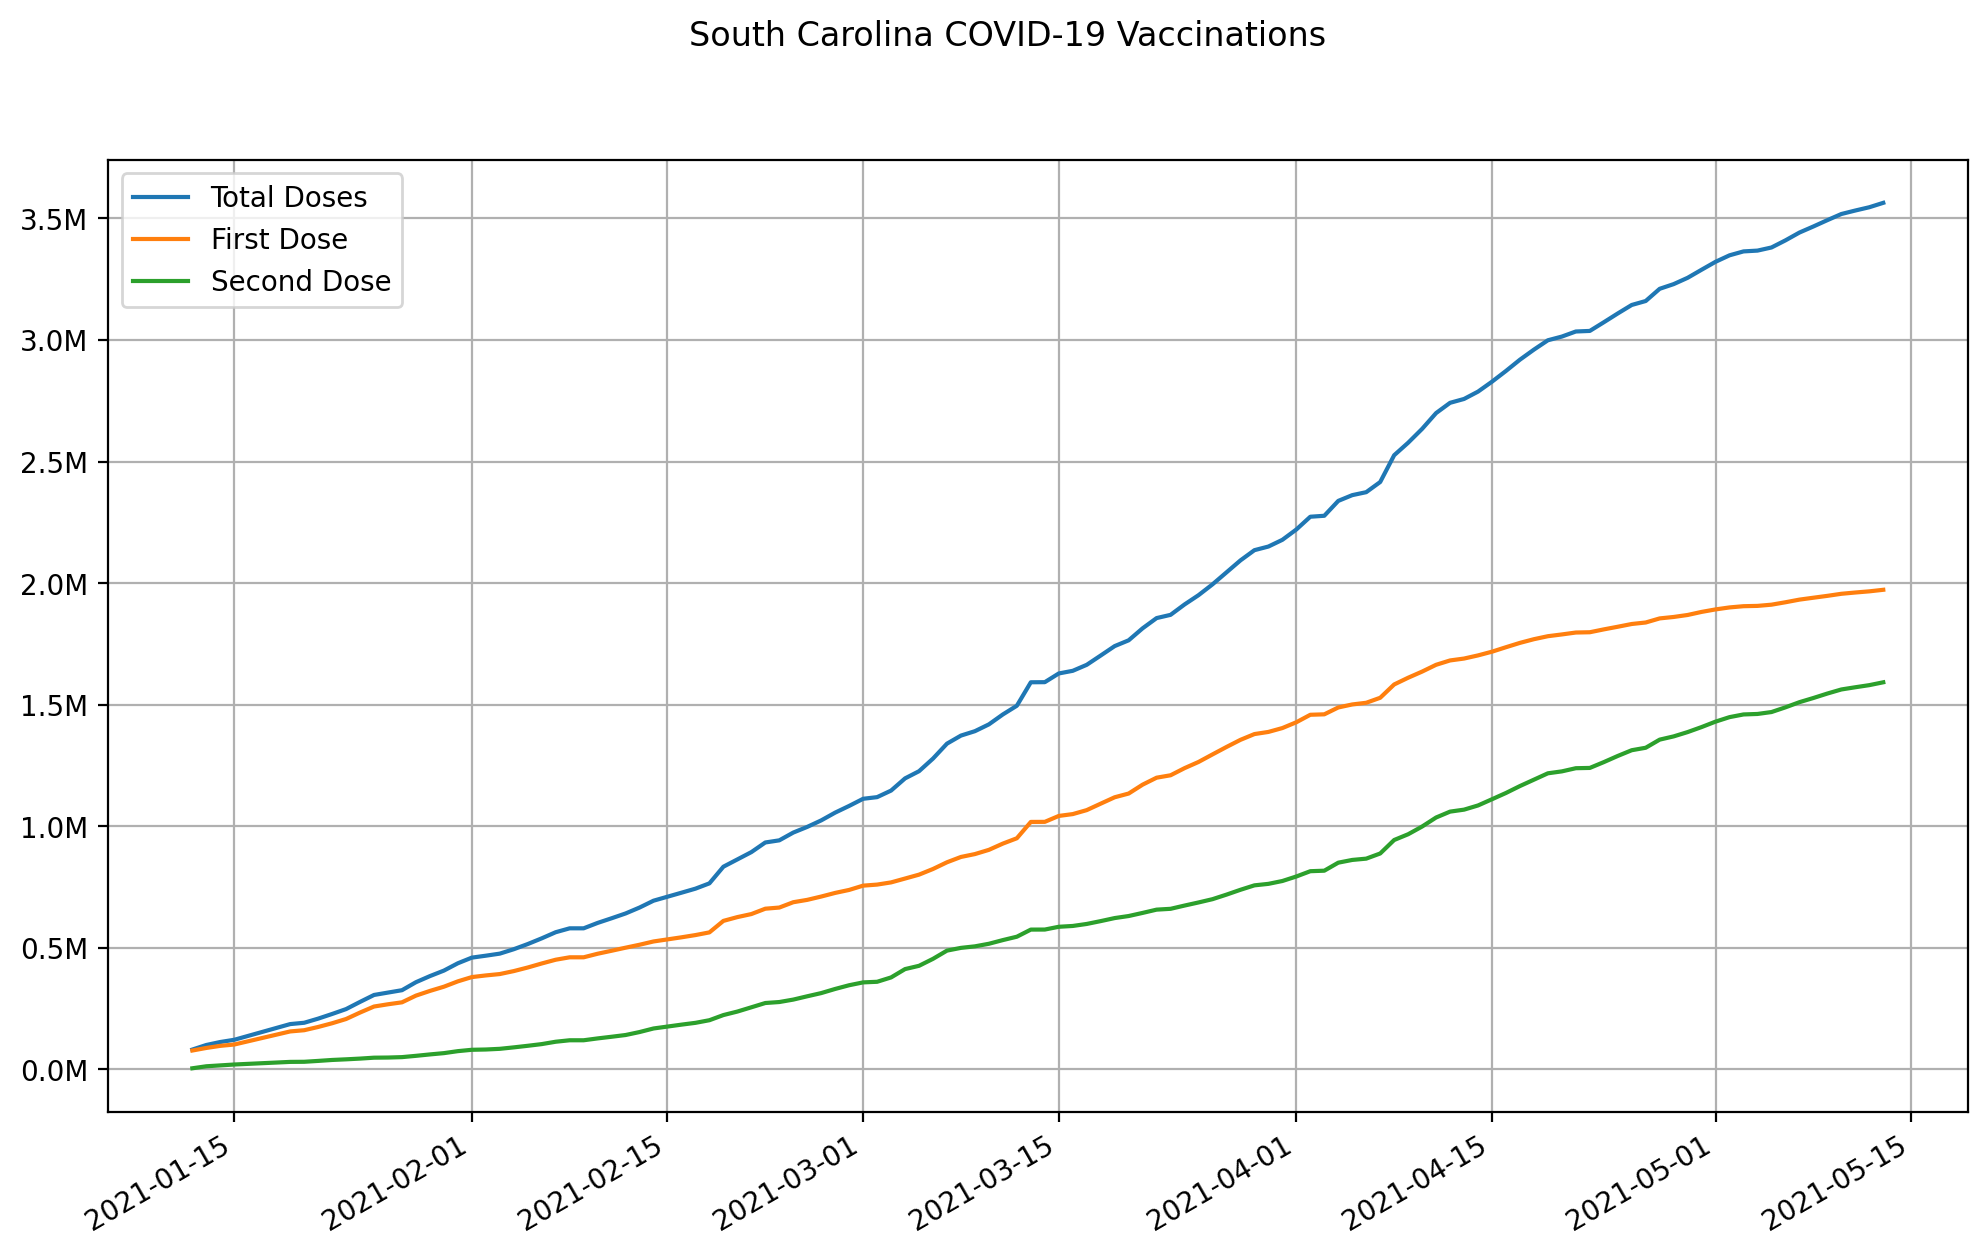 South Carolina COVID-19 Vaccinations
Total Doses
First Dose
Second Dose
3.5M
3.0M
2.5M
2.0M
1.5M
1.0M
0.5M
0.0M
2021-01-15
2021-02-01
2021-02-15
2021-03-01
2021-03-15
2021-04-01
2021-04-15
2021-05-01
2021-05-15